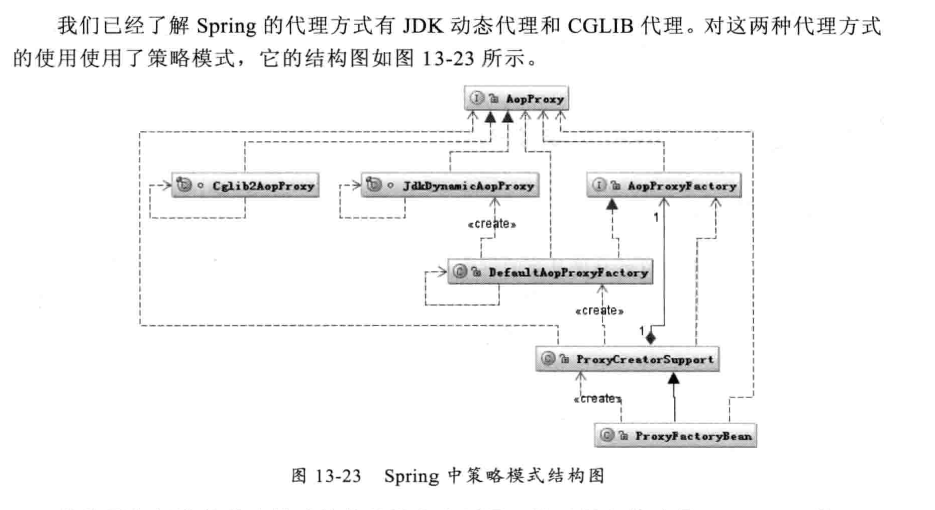 我们已经了解 Spring 的代理方式有 JDK 动态代理和 CGLIB 代理。对这两种代理方式
的使用使用了策略模式，它的结构图如图 13-23 所示。
AopProxy
Cglib2AopProxy
JdkDynamicAopProxy
AopProxyFactory
«create»
1
DefaultAopProxyFactory
«create»
1
ProxyCreatorSupport
«create»
ProxyFactoryBean
图 13-23 Spring 中策略模式结构图